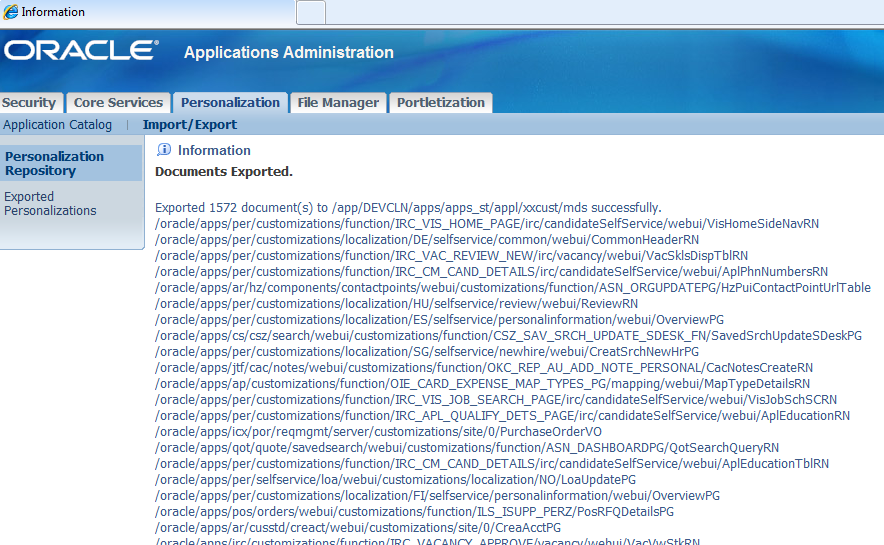 Information
ORACLE® Applications Administration
Security Core Services Personalization File Manager Portletization
Application Catalog | Import/Export
Personalization
Repository
Exported
Personalizations
Information
Documents Exported.
Exported 1572 document(s) to /app/DEVCLN/apps/apps_st/appl/xxcust/mds successfully.
/oracle/apps/per/customizations/function/IRC_VIS_HOME_PAGE/irc/candidateSelfService/webui/VisHomeSideNavRN
/oracle/apps/per/customizations/localization/DE/selfservice/common/webui/CommonHeaderRN
/oracle/apps/per/customizations/function/IRC_VAC_REVIEW_NEW/irc/vacancy/webui/VacSklsDispTblRN
/oracle/apps/per/customizations/function/IRC_CM_CAND_DETAILS/irc/candidateSelfService/webui/AplPhnNumbersRN
/oracle/apps/ar/hz/components/contactpoints/webui/customizations/function/ASN_ORGUPDATEPG/HzPuiContactPointUrlTable
/oracle/apps/per/customizations/localization/HU/selfservice/review/webui/ReviewRN
/oracle/apps/per/customizations/localization/ES/selfservice/personalinformation/webui/OverviewPG
/oracle/apps/cs/csz/search/webui/customizations/function/CSZ_SAV_SRCH_UPDATE_SDESK_FN/SavedSrchUpdateSDeskPG
/oracle/apps/per/customizations/localization/SG/selfservice/newhire/webui/CreatSrchNewHrPG
/oracle/apps/jtf/cac/notes/webui/customizations/function/OKC_REP_AU_ADD_NOTE_PERSONAL/CacNotesCreateRN
/oracle/apps/ap/customizations/function/OIE_CARD_EXPENSE_MAP_TYPES_PG/mapping/webui/MapTypeDetailsRN
/oracle/apps/per/customizations/function/IRC_VIS_JOB_SEARCH_PAGE/irc/candidateSelfService/webui/VisJobSchSCRN
/oracle/apps/per/customizations/function/IRC_APL_QUALIFY_DETS_PAGE/irc/candidateSelfService/webui/AplEducationRN
/oracle/apps/icx/por/reqmgmt/server/customizations/site/0/PurchaseOrderVO
/oracle/apps/qot/quote/savedsearch/webui/customizations/function/ASN_DASHBOARDPG/QotSearchQueryRN
/oracle/apps/per/customizations/function/IRC_CM_CAND_DETAILS/irc/candidateSelfService/webui/AplEducationTblRN
/oracle/apps/per/selfservice/loa/webui/customizations/localization/NO/LoaUpdatePG
/oracle/apps/per/customizations/localization/FI/selfservice/personalinformation/webui/OverviewPG
/oracle/apps/pos/orders/webui/customizations/function/ILS_ISUPP_PERZ/PosRFQDetailsPG
/oracle/apps/ar/cusstd/creact/webui/customizations/site/0/CreaAcctPG
/oracle/apps/irc/customizations/function/IRC_VACANCY_APPROVE/vacancy/webui/VacVwStkRN